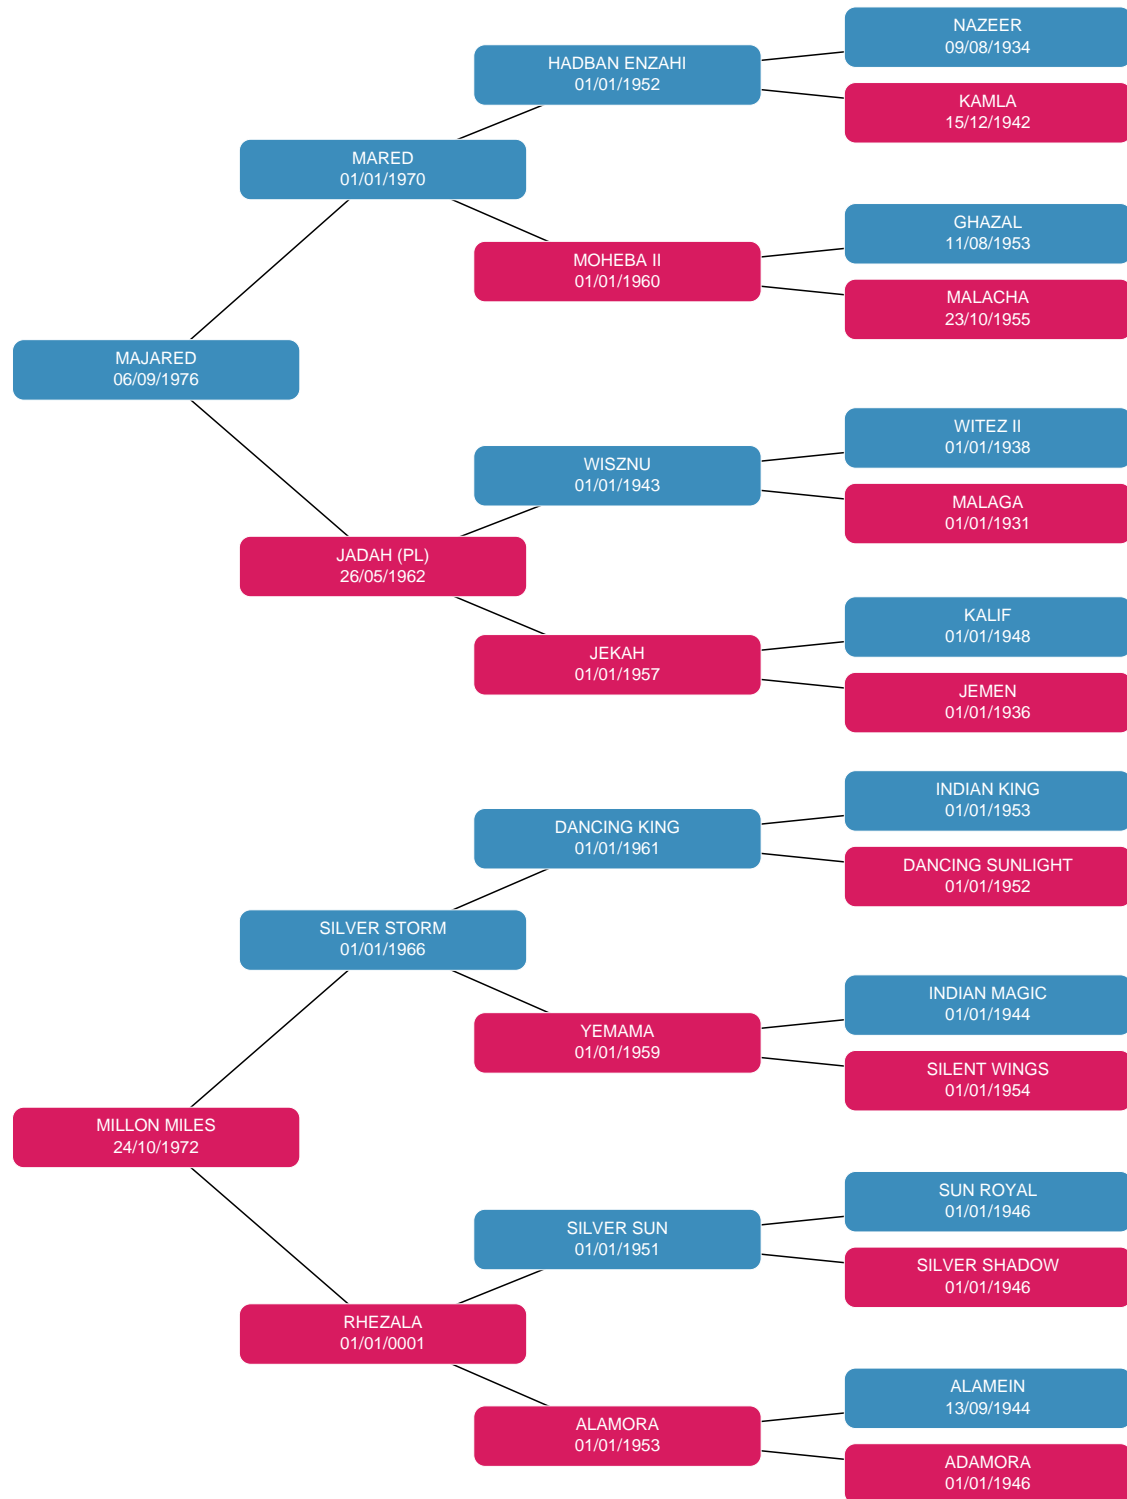 NAZEER
09/08/1934
HADBAN ENZAHI
01/01/1952
KAMLA
15/12/1942
MARED
01/01/1970
GHAZAL
11/08/1953
MOHEBA II
01/01/1960
MALACHA
23/10/1955
MAJARED
06/09/1976
WITEZ II
01/01/1938
WISZNU
01/01/1943
MALAGA
01/01/1931
JADAH (PL)
26/05/1962
KALIF
01/01/1948
JEKAH
01/01/1957
JEMEN
01/01/1936
INDIAN KING
01/01/1953
DANCING KING
01/01/1961
DANCING SUNLIGHT
01/01/1952
SILVER STORM
01/01/1966
INDIAN MAGIC
01/01/1944
YEMAMA
01/01/1959
SILENT WINGS
01/01/1954
MILLON MILES
24/10/1972
SUN ROYAL
01/01/1946
SILVER SUN
01/01/1951
SILVER SHADOW
01/01/1946
RHEZALA
01/01/0001
ALAMEIN
13/09/1944
ALAMORA
01/01/1953
ADAMORA
01/01/1946